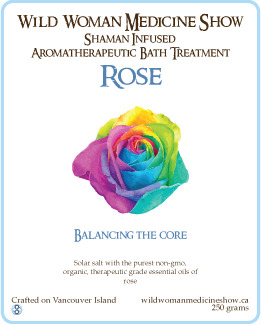 Wild Woman Medicine Show
Shaman Infused
Aromatherapeutic Bath Treatment
Rose
Balancing the core
Solar salt with the purest non-gmo,
organic, therapeutic grade essential oils of
rose
Crafted on Vancouver Island wildwomanmedicineshow.ca
250 grams